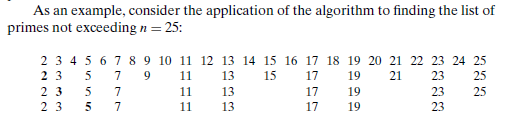 As an example, consider the application of the algorithm to finding the list of
primes not exceeding n = 25:
2 3 4 5 6 7 8 9 10 11 12 13 14 15 16 17 18 19 20 21 22 23 24 25
2 3 5 7 9 11 13 15 17 19 21 23 25
2 3 5 7 11 13 17 19 23 25
2 3 5 7 11 13 17 19 23